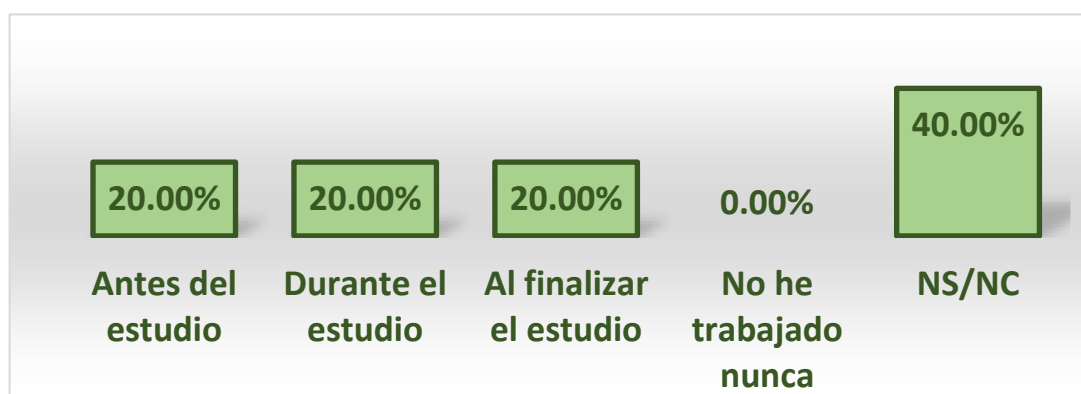 20.00%
20.00%
20.00%
0.00%
40.00%
Antes del
estudio
Durante el
estudio
Al finalizar
el estudio
No he
trabajado
nunca
NS/NC